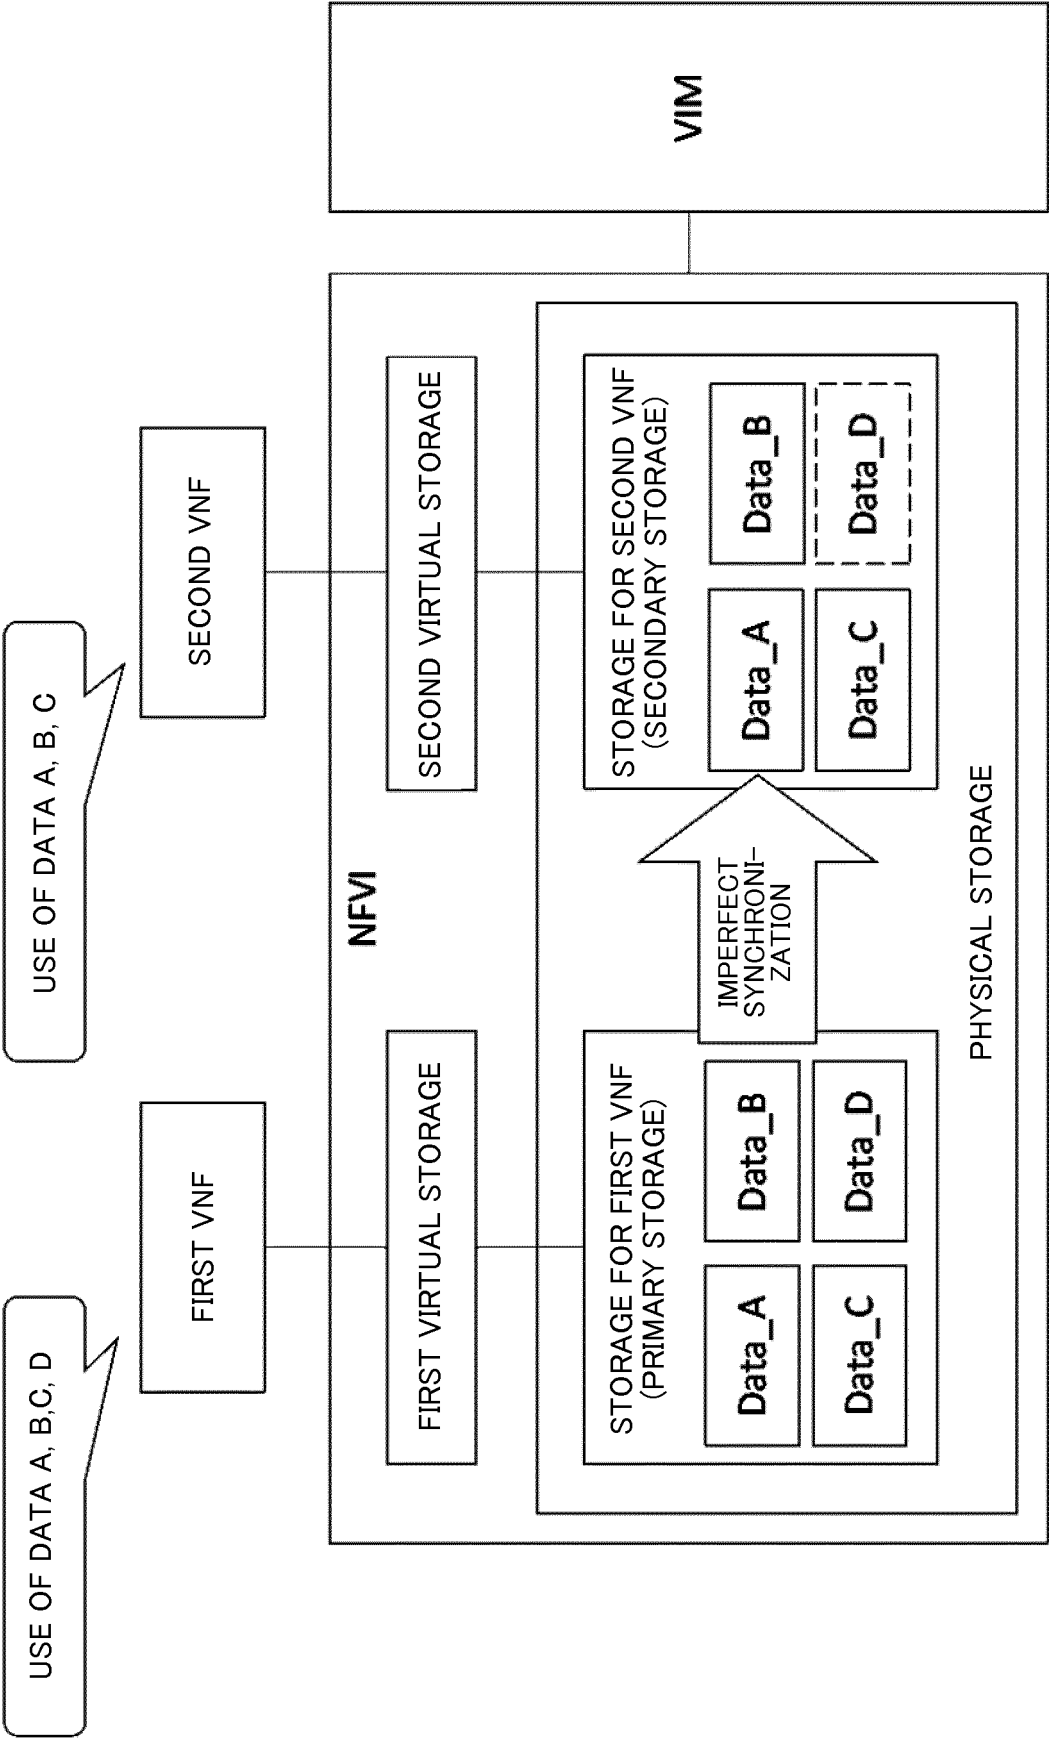 USE OF DATA A, B,C, D
USE OF DATA A, B, C
FIRST VNF
SECOND VNF
NFVI
FIRST VIRTUAL STORAGE
SECOND VIRTUAL STORAGE
STORAGE FOR FIRST VNF
(PRIMARY STORAGE)
Data_A
Data_B
Data_C
Data_D
IMPERFECT
SYNCHRONI-
ZATION
STORAGE FOR SECOND VNF
(SECONDARY STORAGE)
Data_A
Data_B
Data_C
Data_D
PHYSICAL STORAGE
VIM